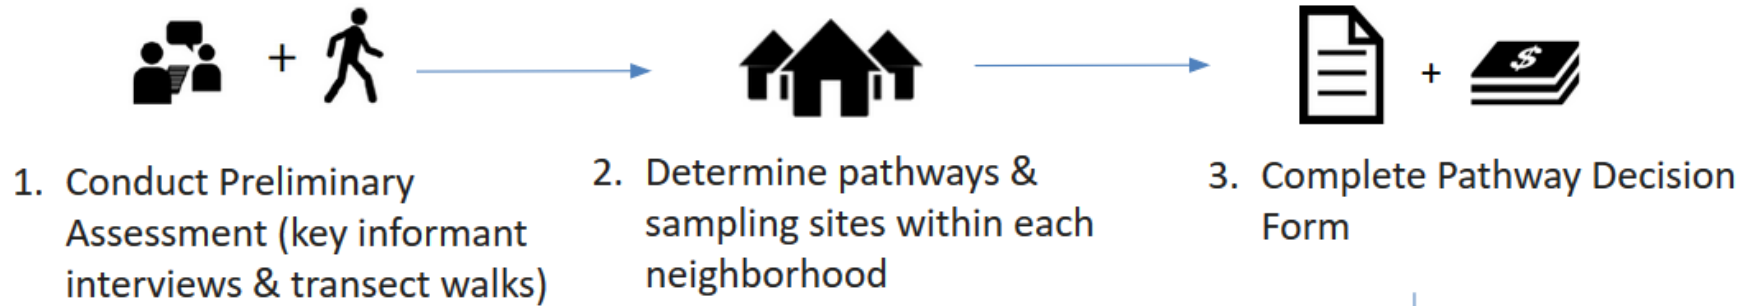 +
$
+
1. Conduct Preliminary
Assessment (key informant
interviews & transect walks)
2. Determine pathways &
sampling sites within each
neighborhood
3. Complete Pathway Decision
Form